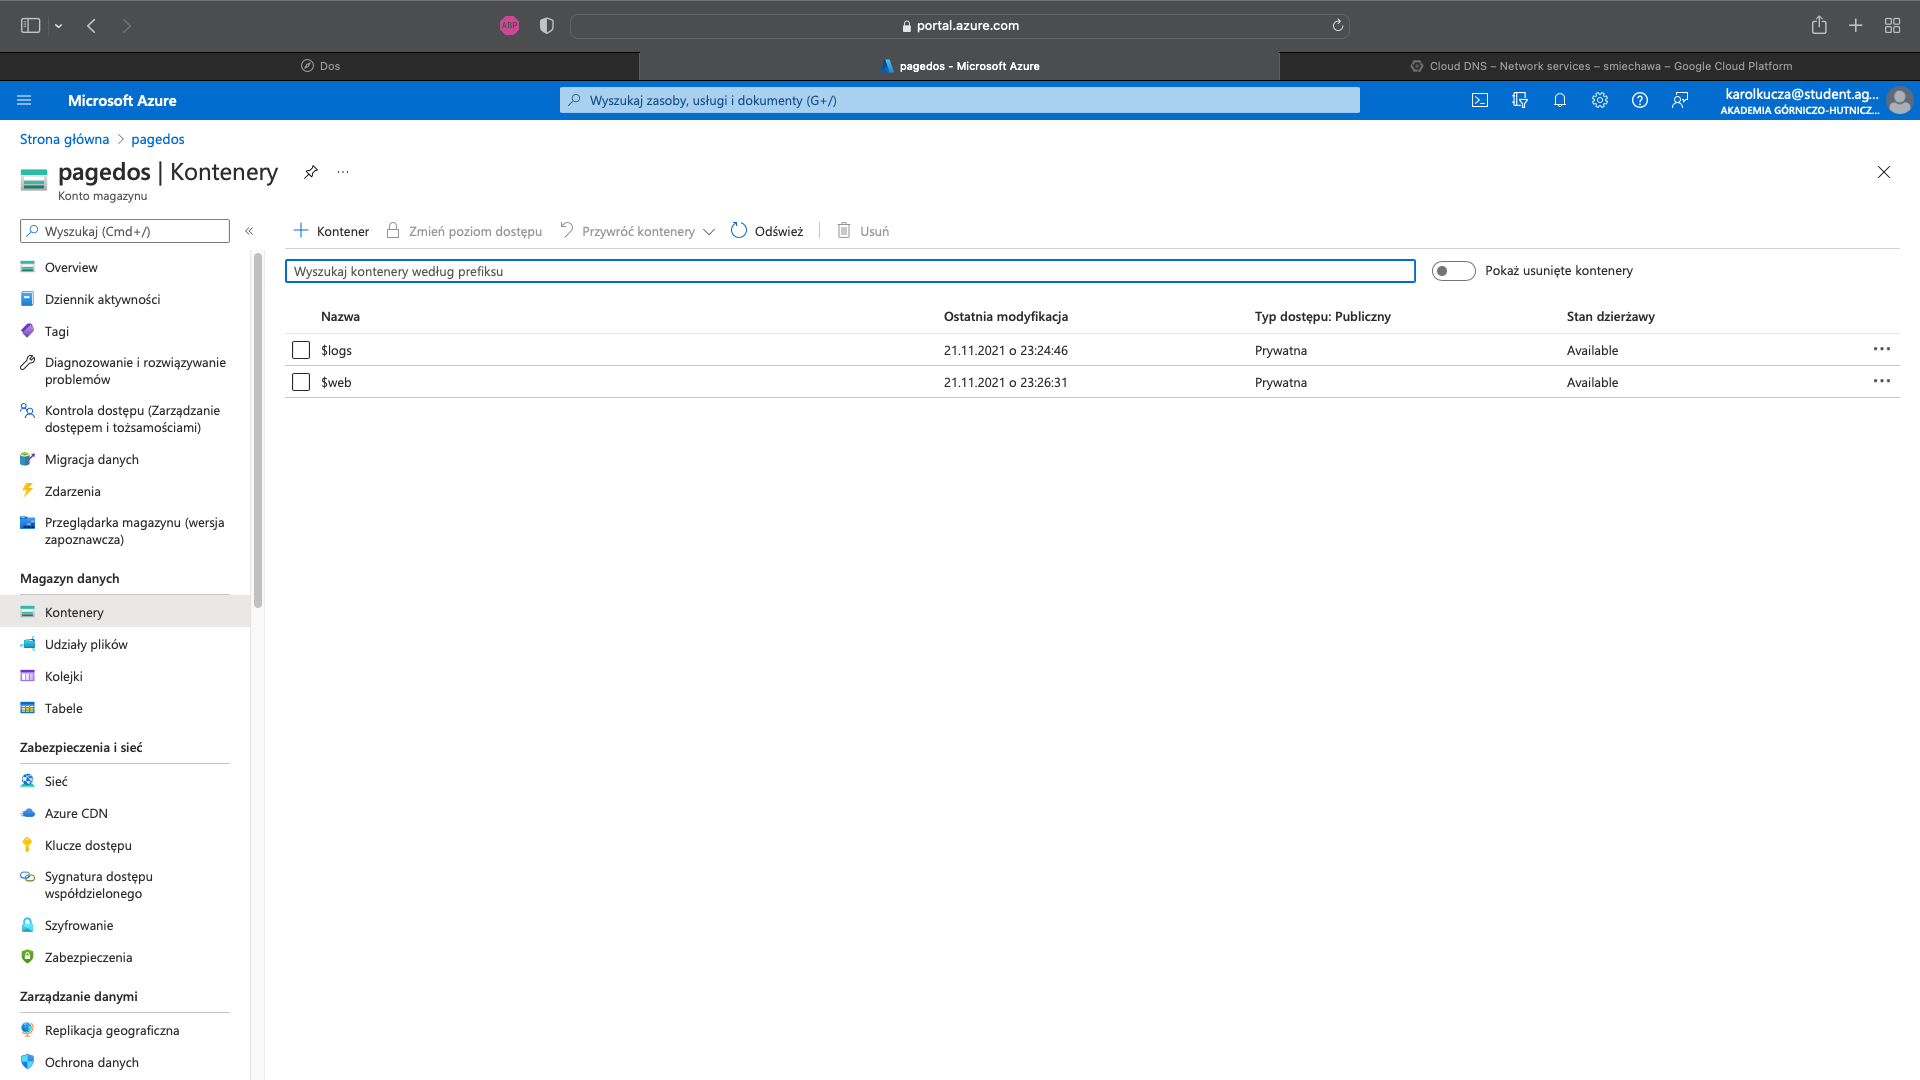 ABP
portal.azure.com
Dos
pagedos - Microsoft Azure
Cloud DNS – Network services – smiechawa – Google Cloud Platform
Microsoft Azure
Wyszukaj zasoby, usługi i dokumenty (G+/)
karolkucza@student.ag...
AKADEMIA GÓRNICZO-HUTNICZ...
Strona główna > pagedos
pagedos | Kontenery
Konto magazynu
Wyszukaj (Cmd+/)
Kontener
Zmień poziom dostępu
Przywróć kontenery
Odśwież
Usuń
Wyszukaj kontenery według prefiksu
Pokaż usunięte kontenery
Nazwa Ostatnia modyfikacja Typ dostępu: Publiczny Stan dzierżawy
$logs 21.11.2021 o 23:24:46 Prywatna Available
$web 21.11.2021 o 23:26:31 Prywatna Available
Overview
Dziennik aktywności
Tagi
Diagnozowanie i rozwiązywanie
problemów
Kontrola dostępu (Zarządzanie
dostępem i tożsamościami)
Migracja danych
Zdarzenia
Przeglądarka magazynu (wersja
zapoznawcza)
Magazyn danych
Kontenery
Udziały plików
Kolejki
Tabele
Zabezpieczenia i sieć
Sieć
Azure CDN
Klucze dostępu
Sygnatura dostępu
współdzielonego
Szyfrowanie
Zabezpieczenia
Zarządzanie danymi
Replikacja geograficzna
Ochrona danych